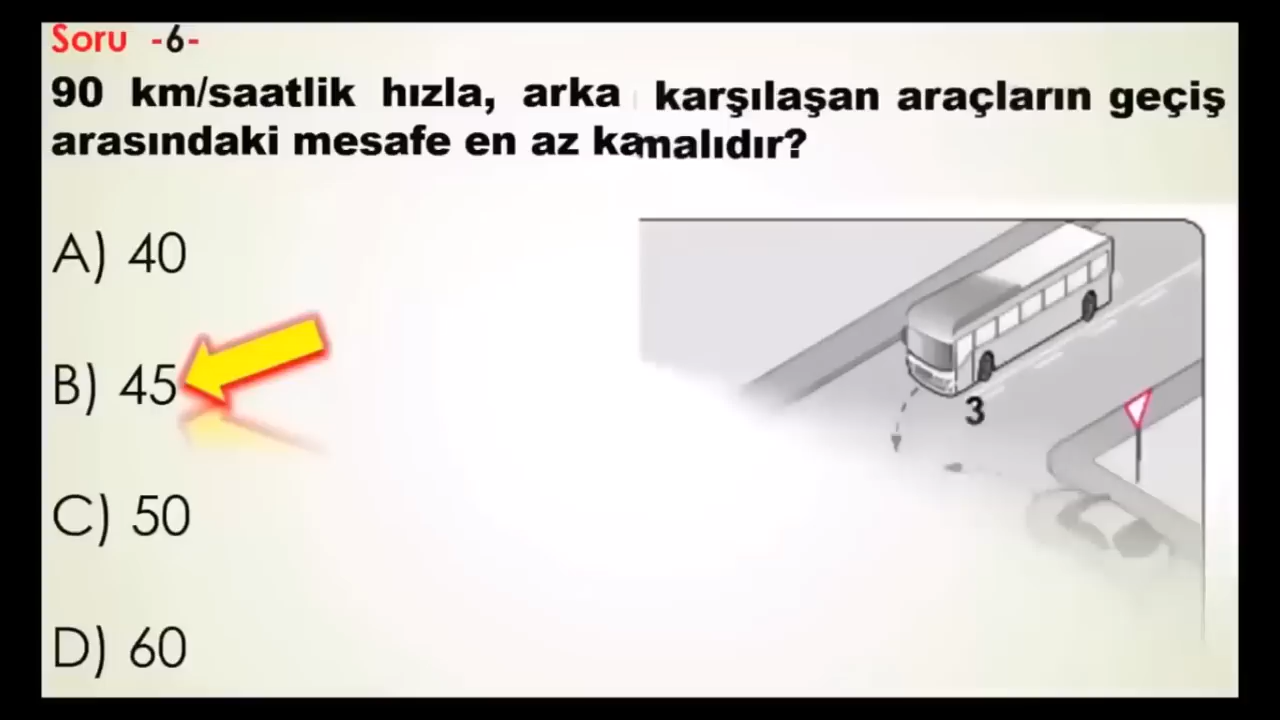 Soru -6-
90 km/saatlik hızla, arka karşılaşan araçların geçiş
arasındaki mesafe en az kamalıdır?
A) 40
B) 45
3
C) 50
D) 60